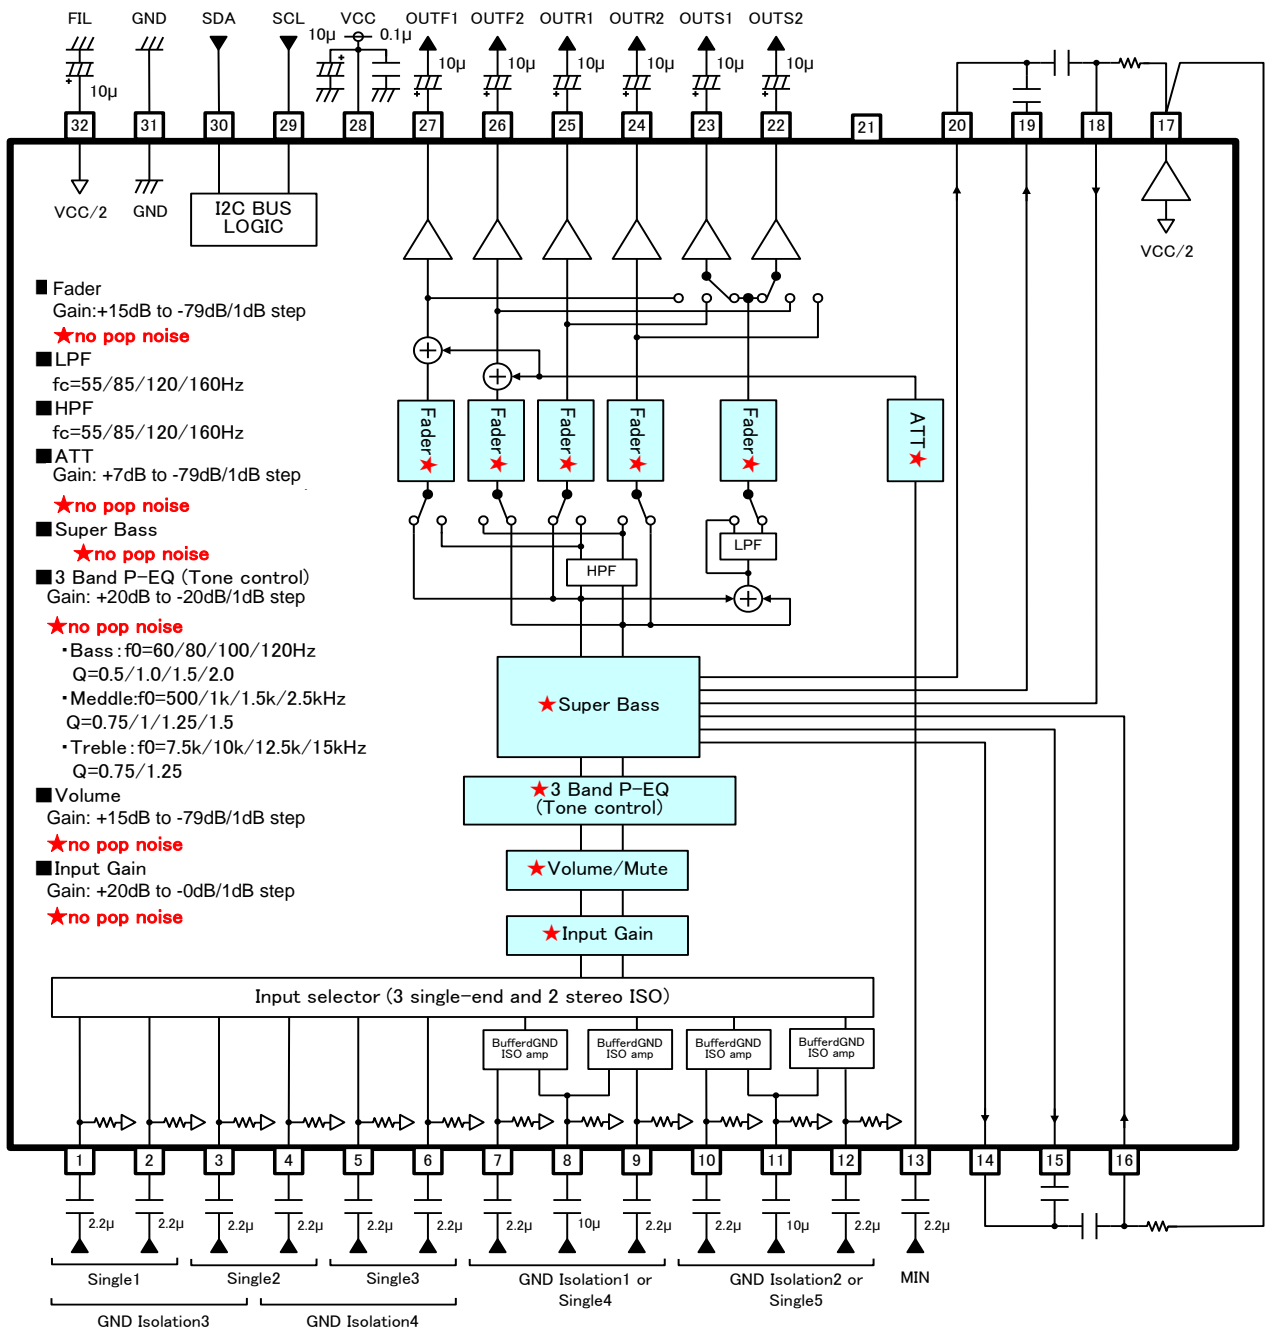 FIL GND SDA SCL VCC OUTF1 OUTF2 OUTR1 OUTR2 OUTS1 OUTS2
10μ 0.1μ
10μ 10μ 10μ 10μ 10μ 10μ
+ + + + + + + +
10μ
32 31 30 29 28 27 26 25 24 23 22 21 20 19 18 17
VCC/2 GND
I2C BUS
LOGIC
VCC/2
■ Fader
Gain:+15dB to -79dB/1dB step
★no pop noise
■LPF
fc=55/85/120/160Hz
■HPF
fc=55/85/120/160Hz
■ATT
Gain: +7dB to -79dB/1dB step
★no pop noise
■Super Bass
★no pop noise
■3 Band P-EQ (Tone control)
Gain: +20dB to -20dB/1dB step
★no pop noise
・Bass:f0=60/80/100/120Hz
Q=0.5/1.0/1.5/2.0
・Meddle:f0=500/1k/1.5k/2.5kHz
Q=0.75/1/1.25/1.5
・Treble:f0=7.5k/10k/12.5k/15kHz
Q=0.75/1.25
■Volume
Gain: +15dB to -79dB/1dB step
★no pop noise
■Input Gain
Gain: +20dB to -0dB/1dB step
★no pop noise
+
+
Fader★ Fader★ Fader★ Fader★ Fader★ ATT★
LPF
HPF
+
★Super Bass
★3 Band P-EQ
(Tone control)
★Volume/Mute
★Input Gain
Input selector (3 single-end and 2 stereo ISO)
BufferdGND
ISO amp
BufferdGND
ISO amp
BufferdGND
ISO amp
BufferdGND
ISO amp
1 2 3 4 5 6 7 8 9 10 11 12 13 14 15 16
2.2μ 2.2μ 2.2μ 2.2μ 2.2μ 2.2μ 2.2μ 10μ 2.2μ 2.2μ 10μ 2.2μ 2.2μ
Single1 Single2 Single3
GND Isolation1 or
Single4
GND Isolation2 or
Single5
MIN
GND Isolation3 GND Isolation4